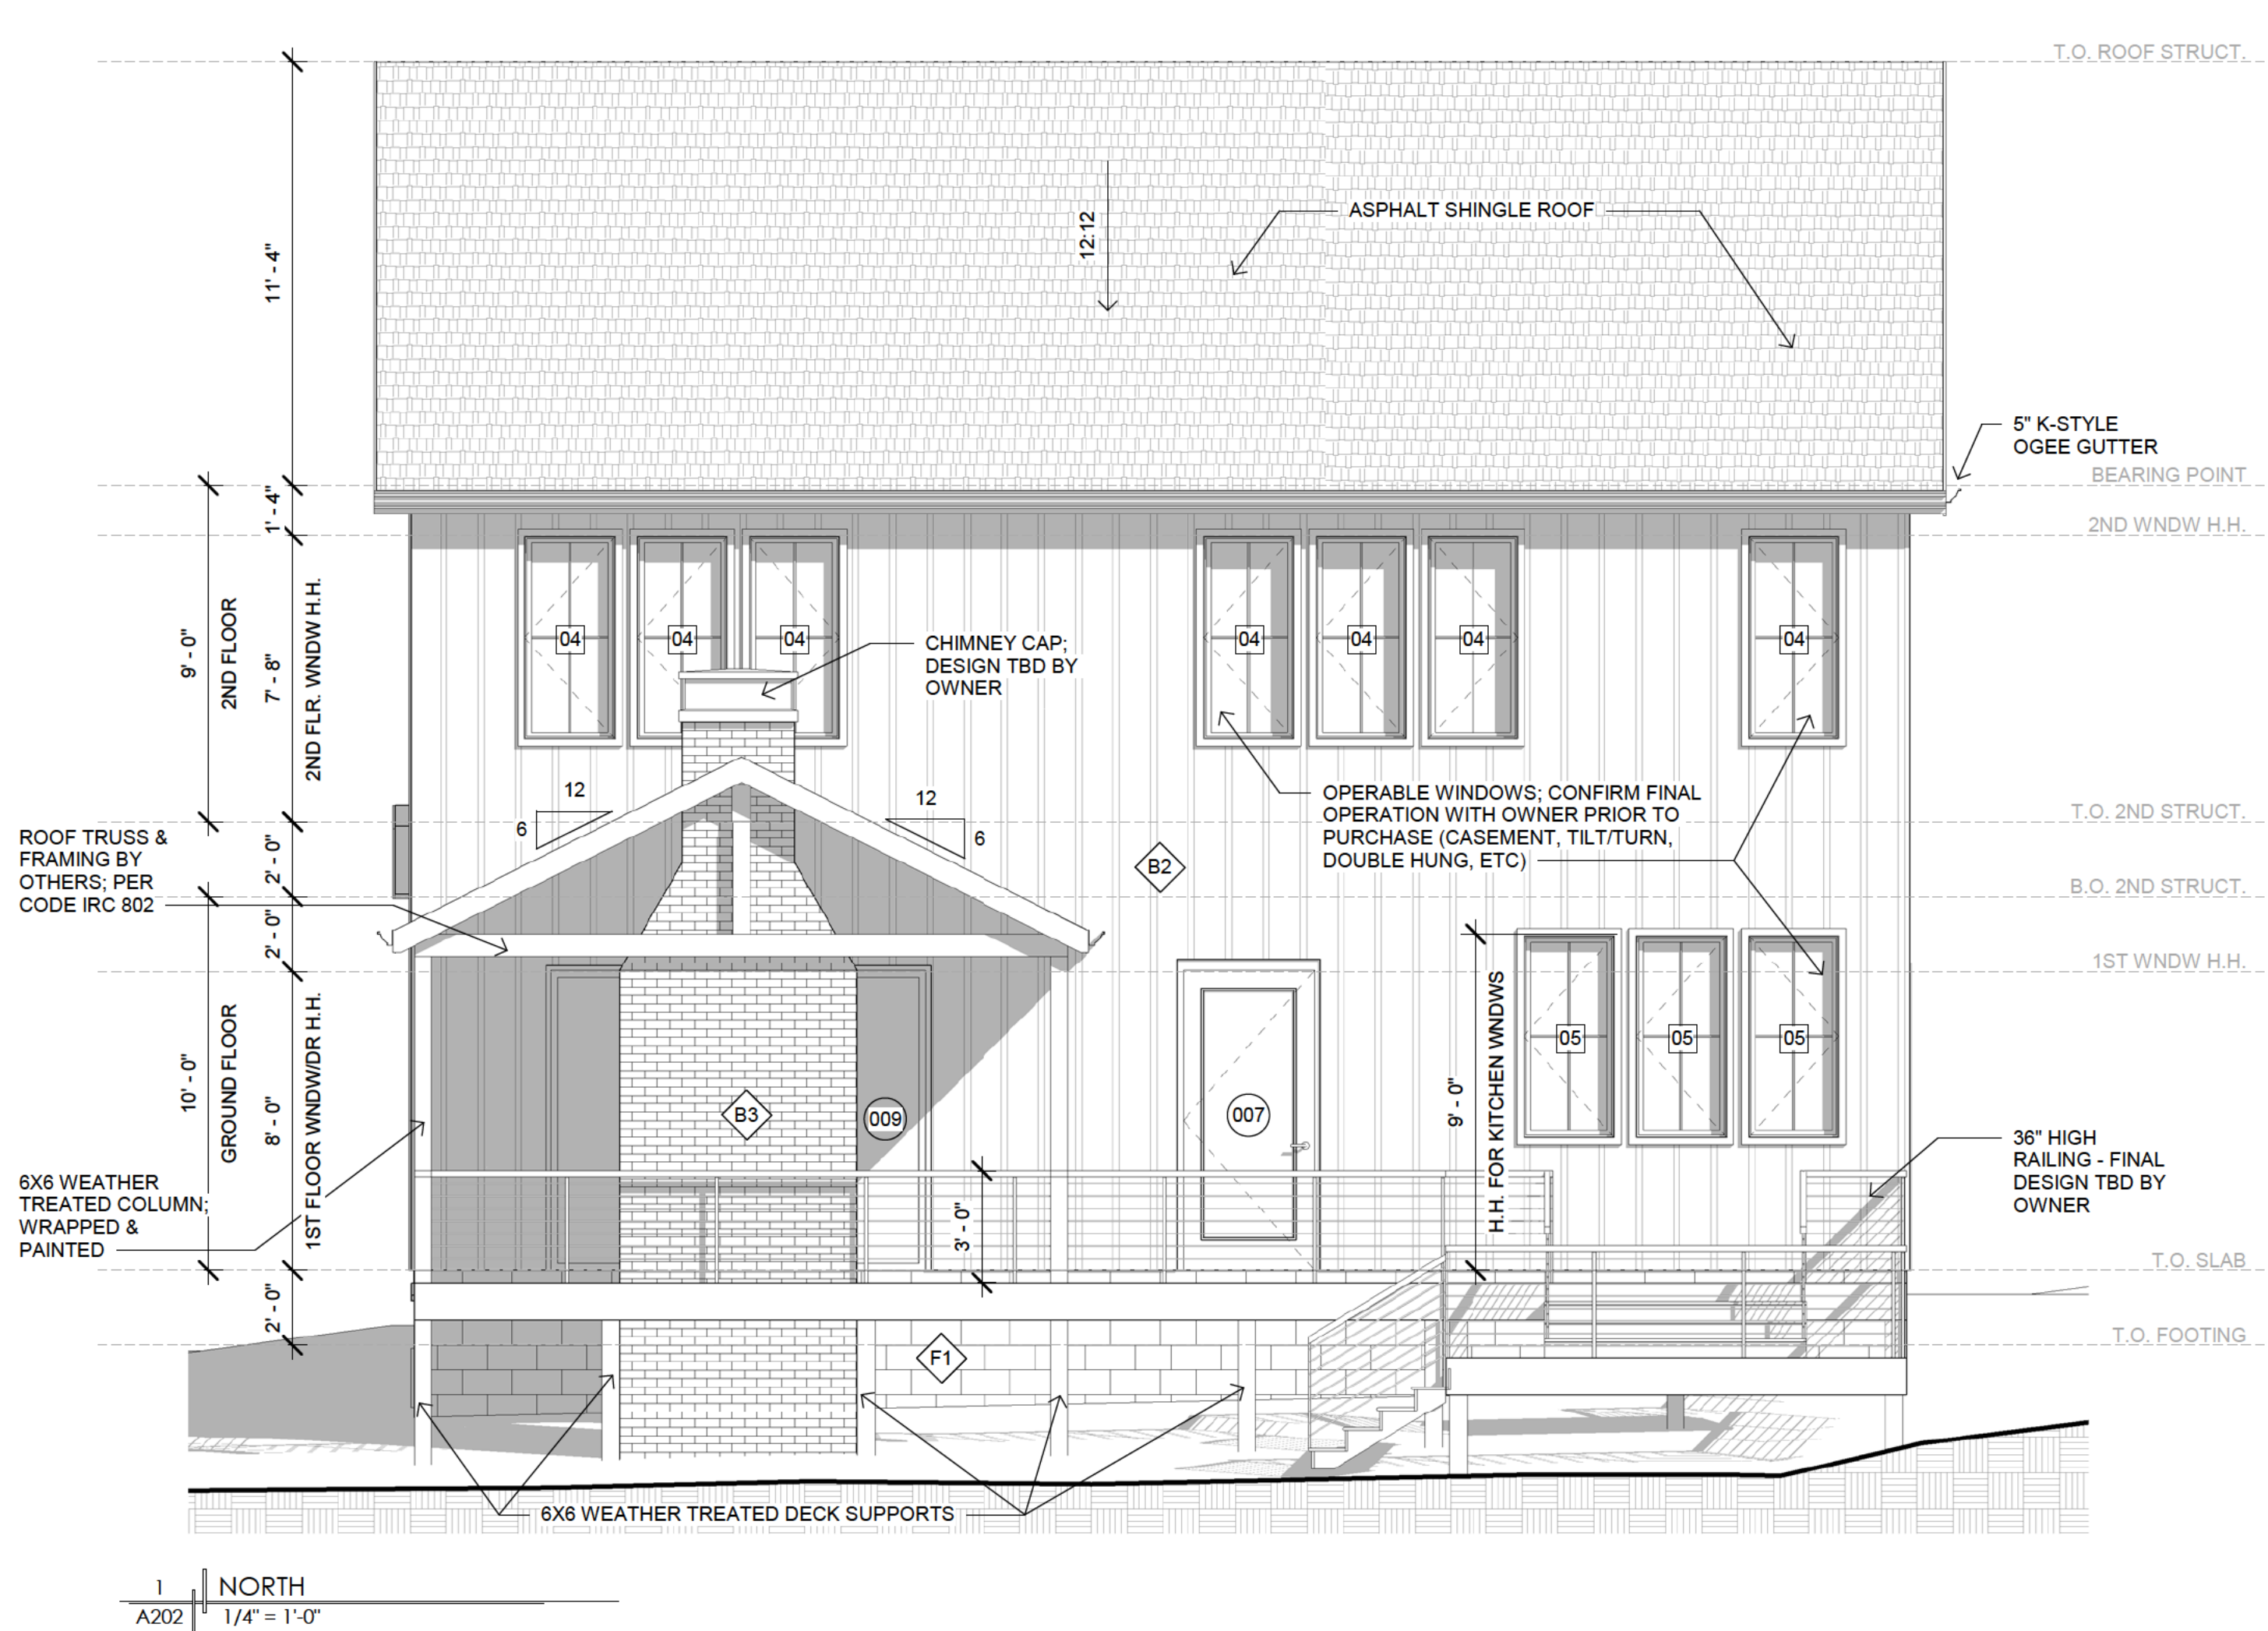 T.O. ROOF STRUCT.
11' - 4"
12:12
ASPHALT SHINGLE ROOF
5" K-STYLE
OGEE GUTTER
BEARING POINT
1' - 4"
2ND WNDW H.H.
9' - 0"
2ND FLOOR
7' - 8"
2ND FLR. WNDW H.H.
04
04
04
04
04
04
04
CHIMNEY CAP;
DESIGN TBD BY
OWNER
12
6
12
6
OPERABLE WINDOWS; CONFIRM FINAL
OPERATION WITH OWNER PRIOR TO
PURCHASE (CASEMENT, TILT/TURN,
DOUBLE HUNG, ETC)
T.O. 2ND STRUCT.
ROOF TRUSS &
FRAMING BY
OTHERS; PER
CODE IRC 802
2' - 0"
B2
B.O. 2ND STRUCT.
2' - 0"
1ST WNDW H.H.
10' - 0"
GROUND FLOOR
8' - 0"
1ST FLOOR WNDW/DR H.H.
9' - 0"
H.H. FOR KITCHEN WNDWS
05
05
05
B3
009
007
36" HIGH
RAILING - FINAL
DESIGN TBD BY
OWNER
6X6 WEATHER
TREATED COLUMN;
WRAPPED &
PAINTED
3' - 0"
T.O. SLAB
2' - 0"
T.O. FOOTING
F1
6X6 WEATHER TREATED DECK SUPPORTS
1
NORTH
A202
1/4" = 1'-0"